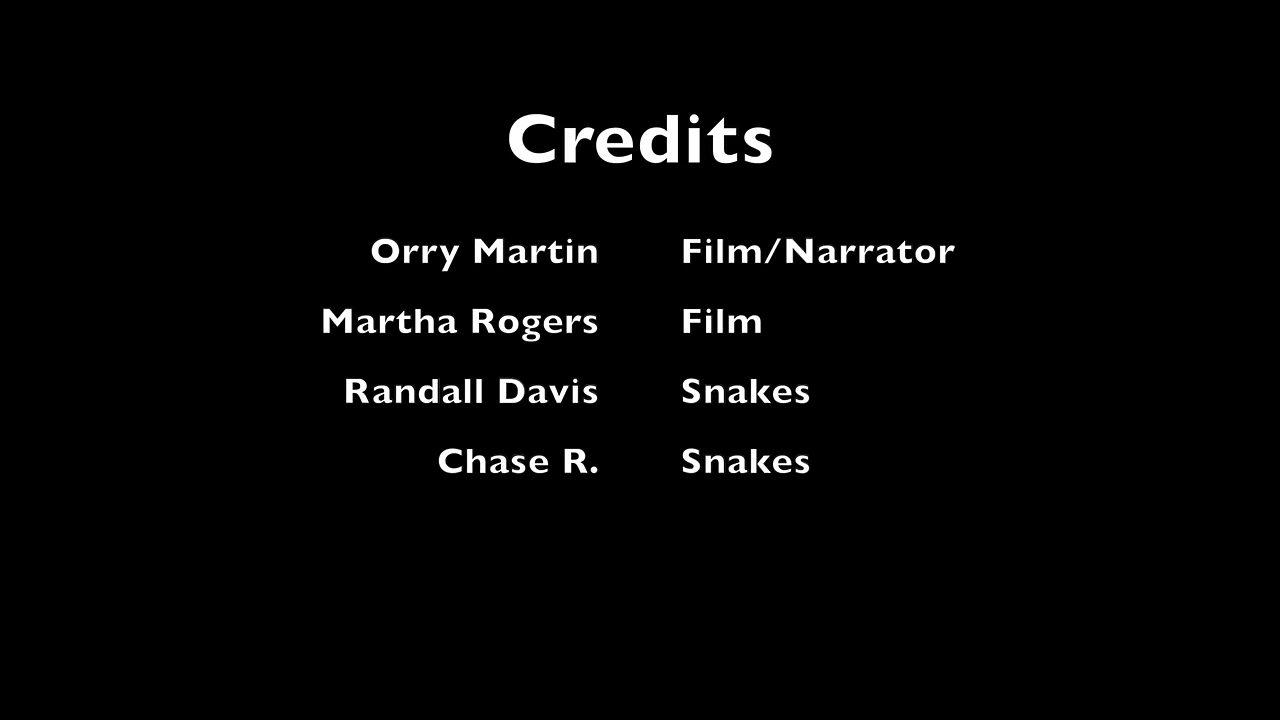 Credits
Orry Martin Film/Narrator
Martha Rogers Film
Randall Davis Snakes
Chase R. Snakes